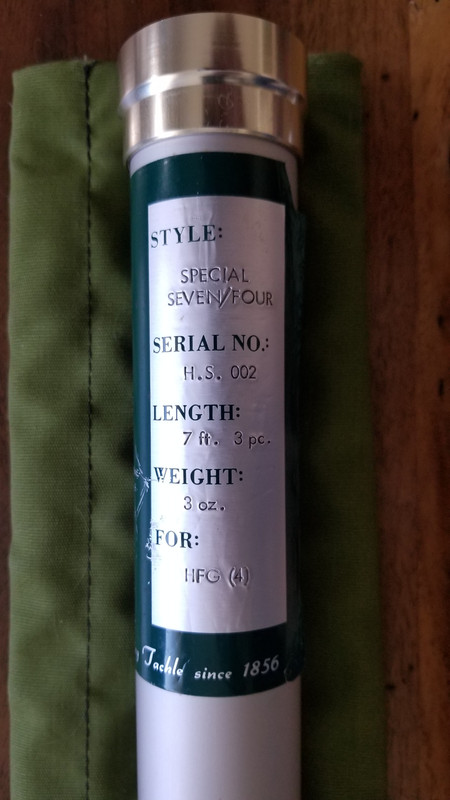 STYLE:
SPECIAL
SEVEN/FOUR
SERIAL NO.:
H.S. 002
LENGTH:
7 ft. 3 pc.
WEIGHT:
3 oz.
FOR:
HFG (4)
Tackle since 1856